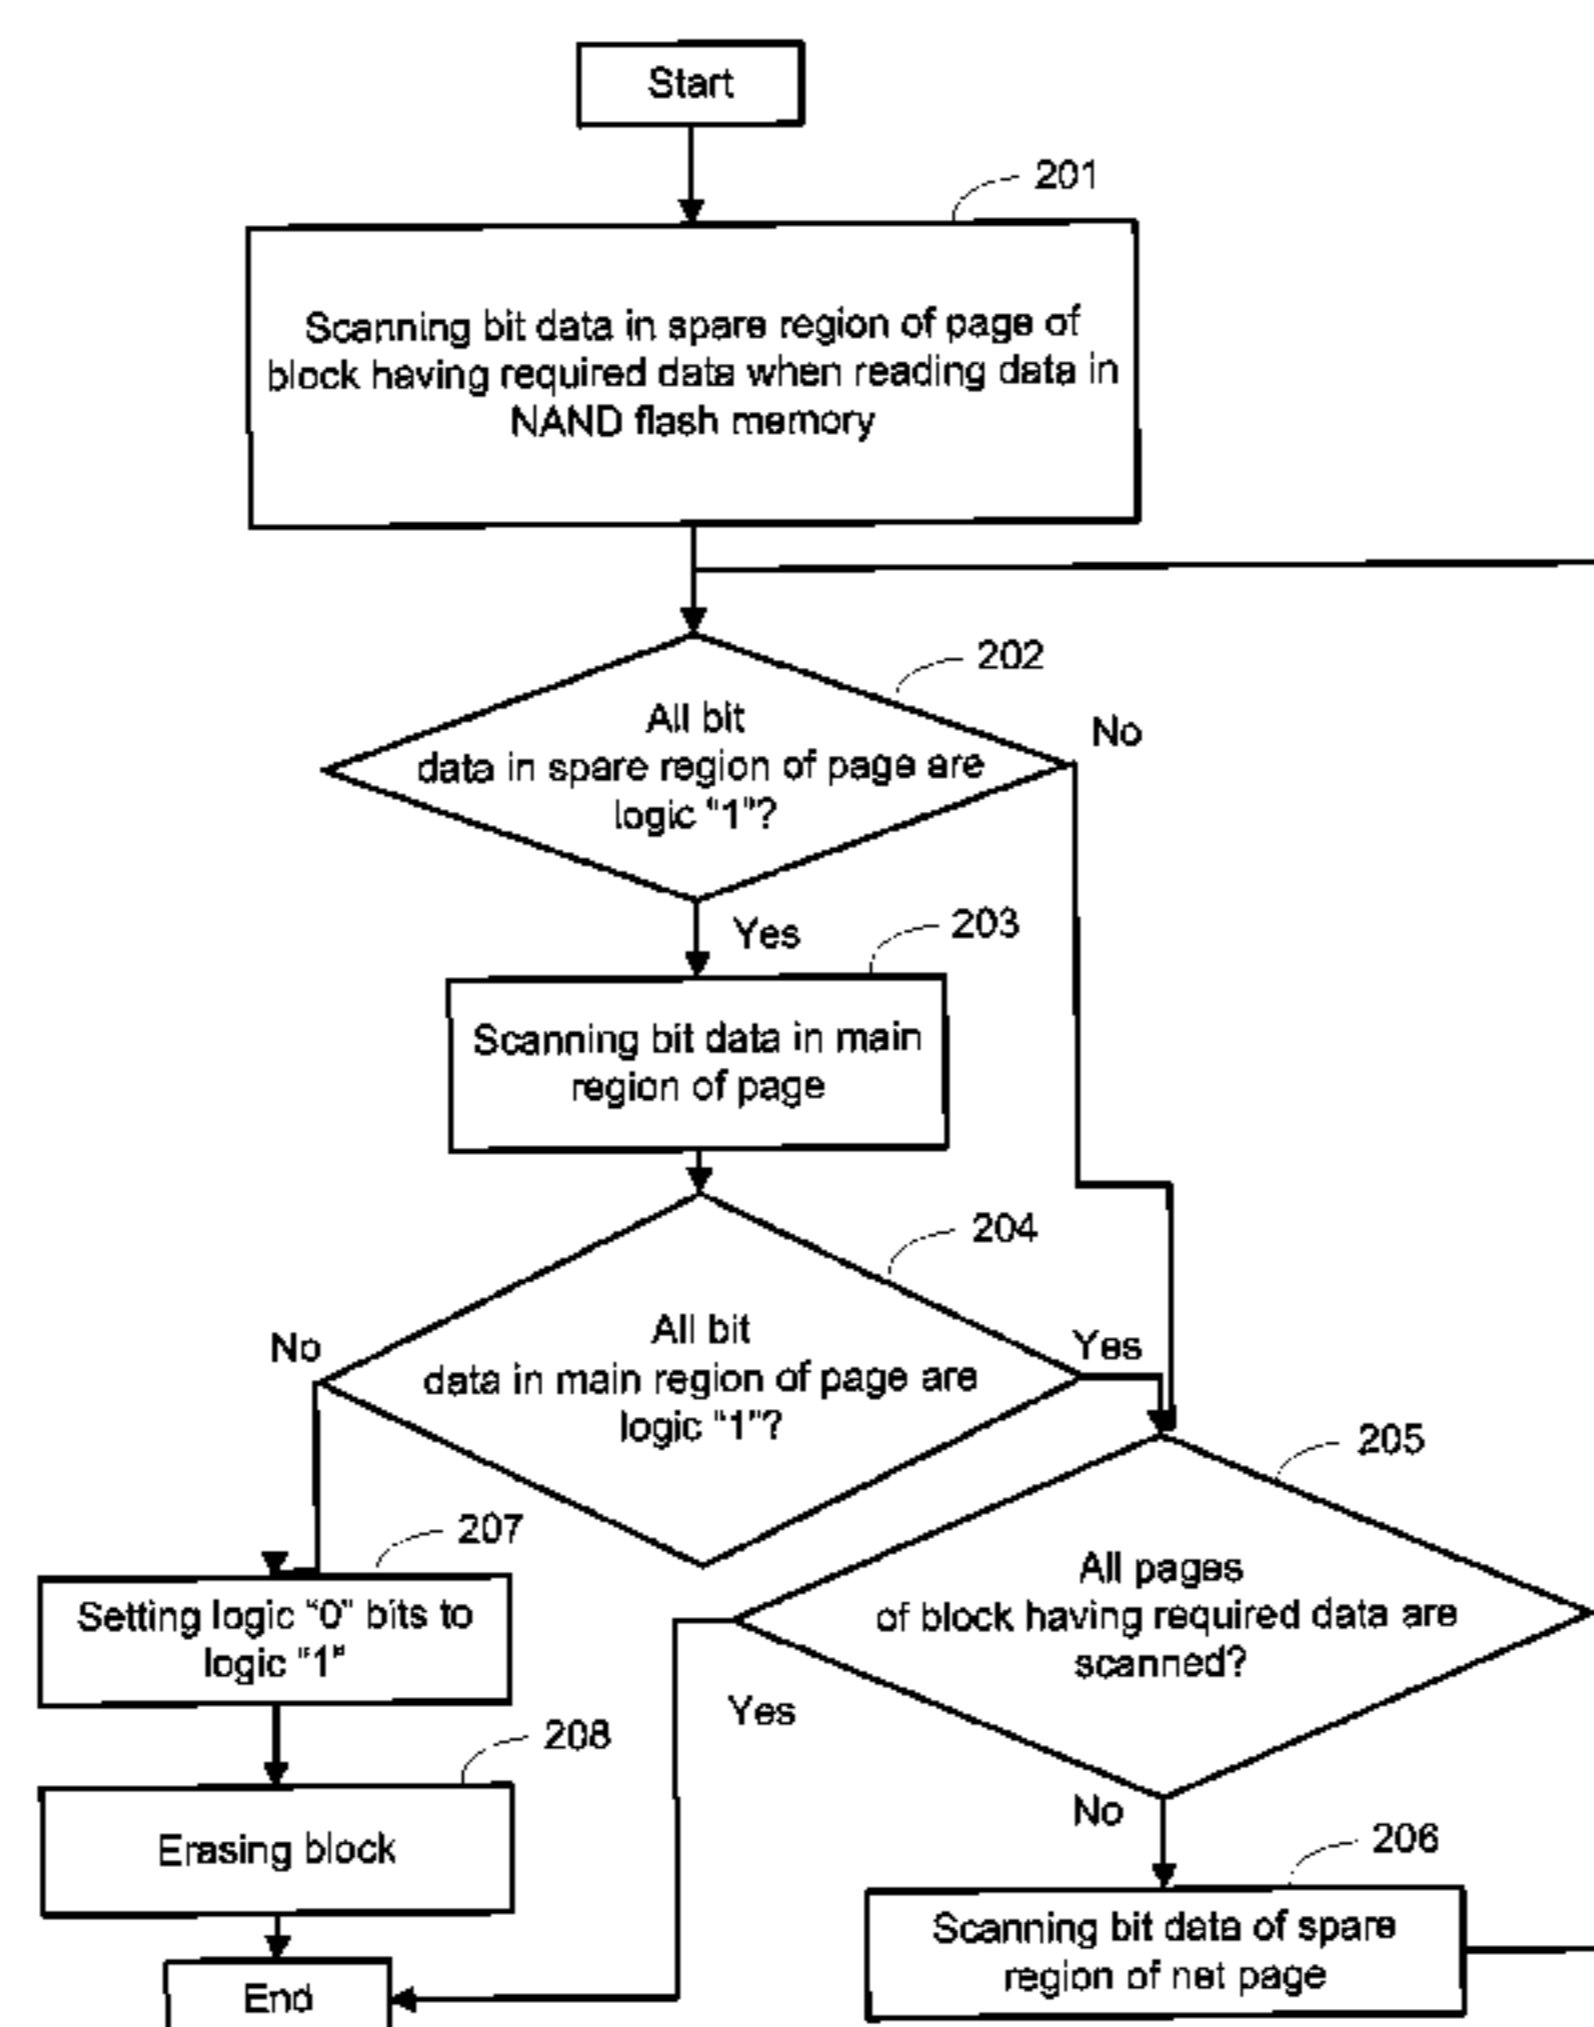 Start
201
Scanning bit data in spare region of page of
block having required data when reading data in
NAND flash memory
202
All bit
data in spare region of page are
logic "1"?
No
Yes
203
Scanning bit data in main
region of page
204
All bit
data in main region of page are
logic "1"?
No
Yes
205
All pages
of block having required data are
scanned?
207
Setting logic "0" bits to
logic "1"
Yes
208
Erasing block
No
206
Scanning bit data of spare
region of net page
End